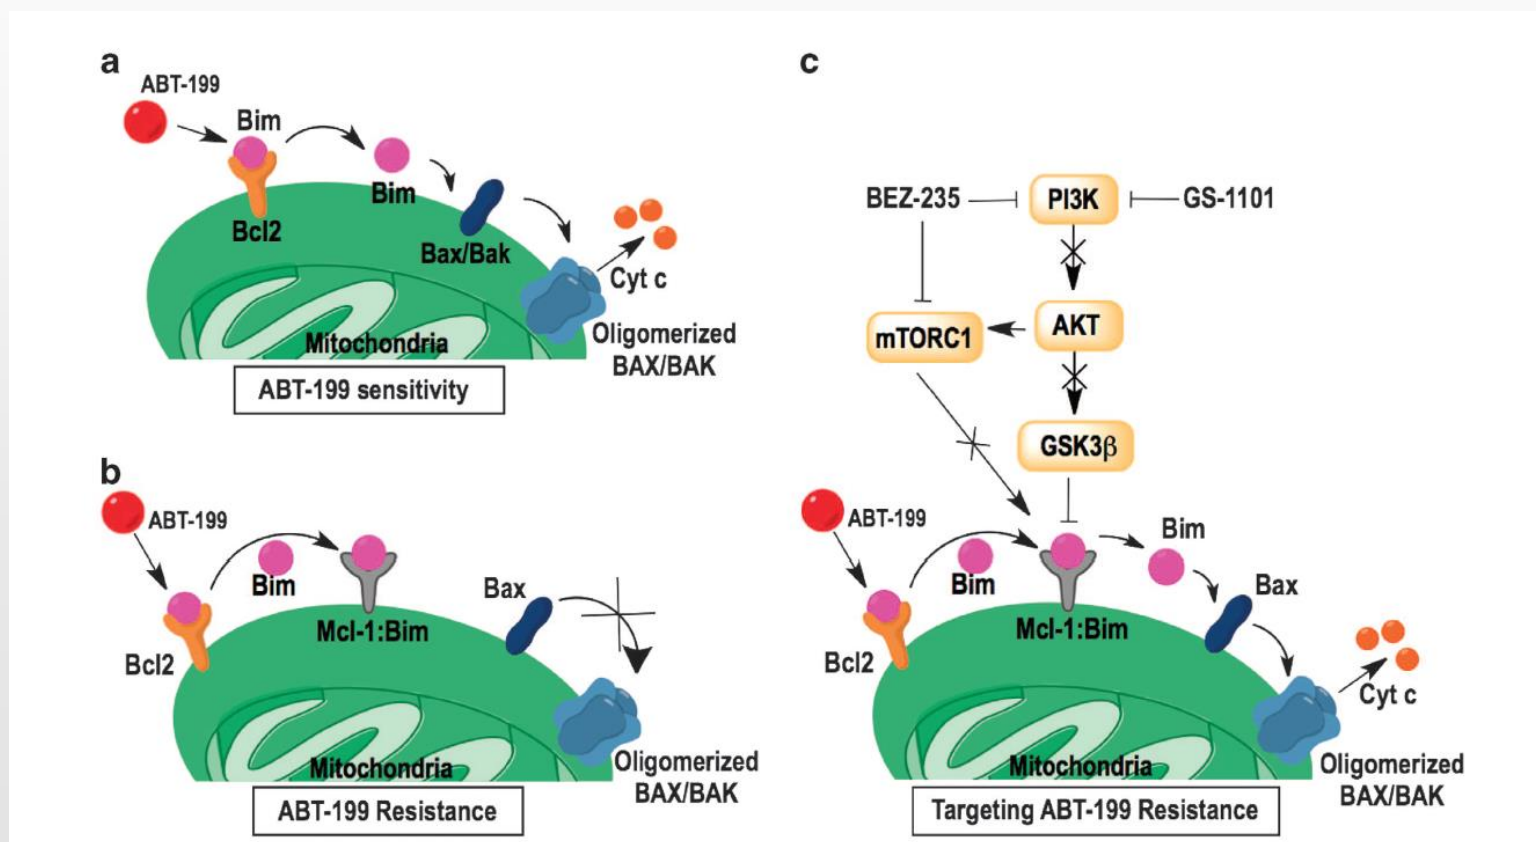 a
ABT-199
Bim
Bim
Bcl2
Bax/Bak
Cyt c
Oligomerized
BAX/BAK
Mitochondria
ABT-199 sensitivity
b
ABT-199
Bim
Bcl2
Mcl-1:Bim
Bax
Oligomerized
BAX/BAK
Mitochondria
ABT-199 Resistance
c
BEZ-235
PI3K
GS-1101
mTORC1
AKT
GSK3β
ABT-199
Bim
Bcl2
Mcl-1:Bim
Bim
Bax
Cyt c
Oligomerized
BAX/BAK
Mitochondria
Targeting ABT-199 Resistance